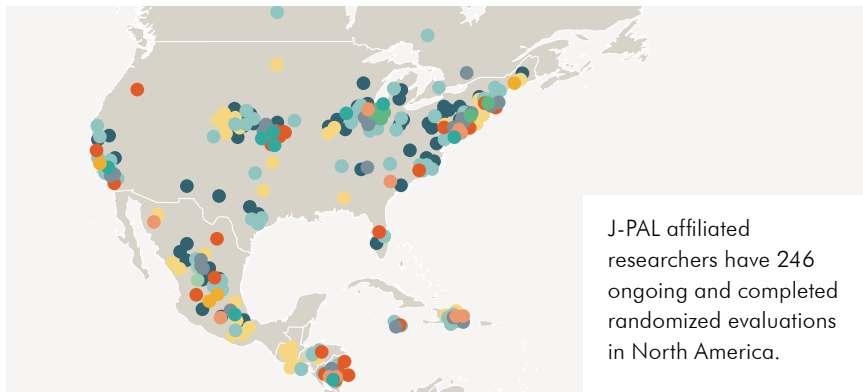 J-PAL affiliated
researchers have 246
ongoing and completed
randomized evaluations
in North America.